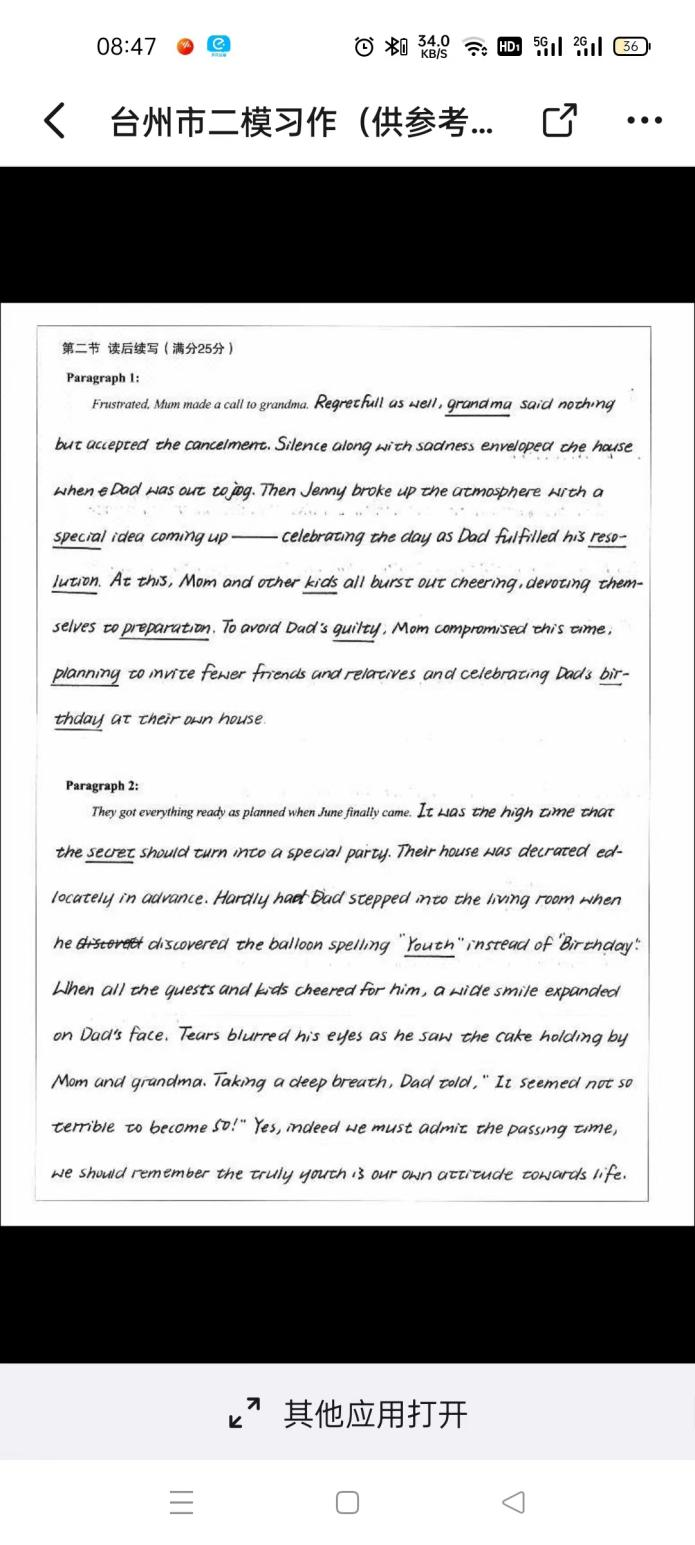 08:47 34.0 KB/S HD1 5G 2G 36
台州市二模习作（供参考...
第二节 读后续写（满分25分）
Paragraph 1:
Frustrated, Mum made a call to grandma. Regretfull as well, grandma said nothing
but accepted the cancelment. Silence along with sadness enveloped the house
when Dad was out to jog. Then Jenny broke up the atmosphere with a
special idea coming up —— celebrating the day as Dad fulfilled his reso-
lution. At this, Mom and other kids all burst out cheering, devoting them-
selves to preparation. To avoid Dad's guilty, Mom compromised this time,
planning to invite fewer friends and relatives and celebrating Dad's bir-
thday at their own house.
Paragraph 2:
They got everything ready as planned when June finally came. It was the high time that
the secret should turn into a special party. Their house was decrated ed-
locately in advance. Hardly had Dad stepped into the living room when
he discovered the balloon spelling "Youth" instead of "Birthday".
When all the guests and kids cheered for him, a wide smile expanded
on Dad's face. Tears blurred his eyes as he saw the cake holding by
Mom and grandma. Taking a deep breath, Dad told, "It seemed not so
terrible to become 50!" Yes, indeed we must admit the passing time,
we should remember the truly youth is our own attitude towards life.
其他应用打开